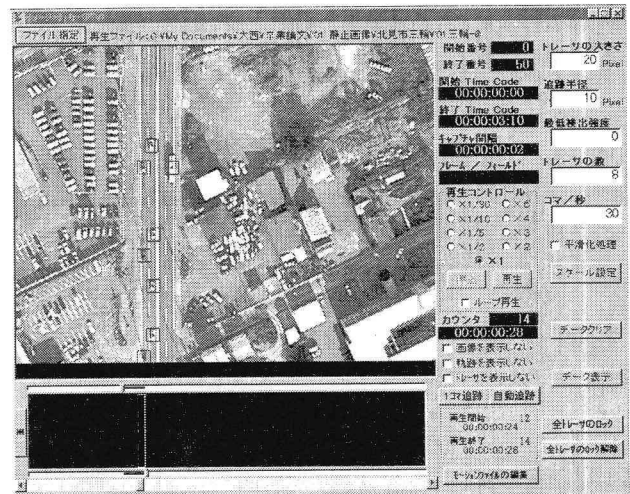 ファイル指定 再生ファイル:C:¥My Documents¥大西¥卒業論文¥01 静止画像¥北見市三輪¥01三輪-0
開始番号 0
終了番号 50
開始 Time Code
00:00:00:00
終了 Time Code
00:00:03:10
キャプチャ間隔
00:00:00:02
フレーム / フィールド
再生コントロール
×1/30 ×5
×1/10 ×4
×1/5 ×3
×1/2 ×2
×1
再生
ループ再生
カウンタ 14
00:00:00:28
画像を表示しない
軌跡を表示しない
トレーサを表示しない
1コマ追跡 自動追跡
再生開始 12
00:00:00:24
再生終了 14
00:00:00:28
モーションファイルの編集
トレーサの大きさ
20 Pixel
追跡半径
10 Pixel
最低検出強度
0
トレーサの数
8
コマ/秒
30
平滑化処理
スケール設定
データクリア
データ表示
全トレーサのロック
全トレーサのロック解除